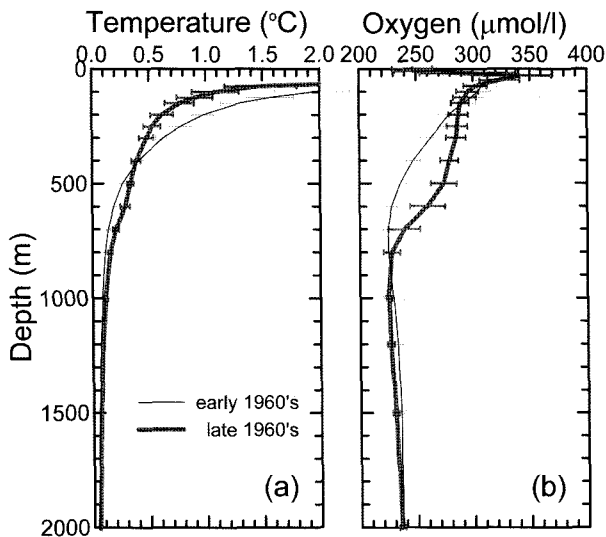 Temperature (°C)
Oxygen (μmol/l)
0 0.0 0.5 1.0 1.5 2.0
200 250 300 350 400
500
1000
1500
2000
Depth (m)
early 1960's
late 1960's
(a)
(b)